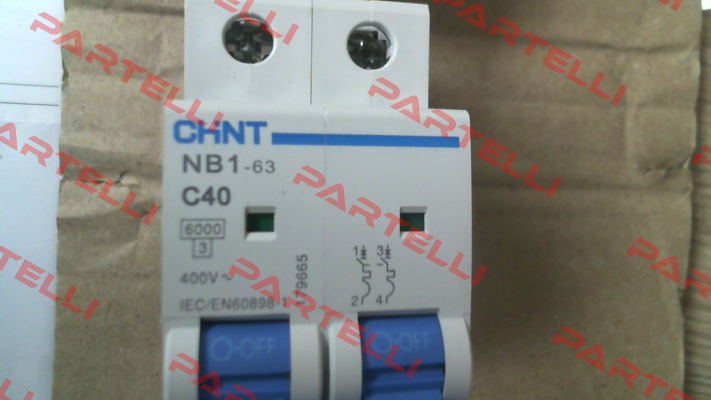 CHNT
NB1-63
C40
6000
3
400V~
IEC/EN60898-1
179665
1 3
2 4
O-OFF O-OFF
PARTELLI
PARTELLI
PARTELLI
PARTELLI
PARTELLI
PARTELLI
PARTELLI
PARTELLI